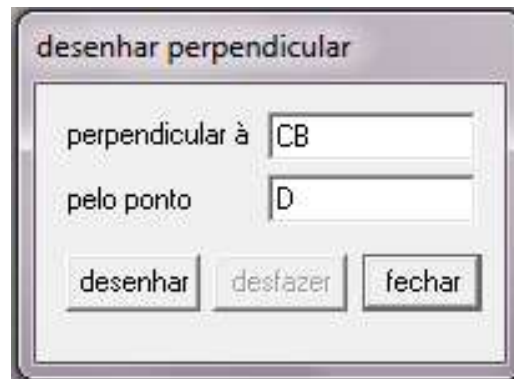 desenhar perpendicular
perpendicular à CB
pelo ponto D
desenhar desfazer fechar